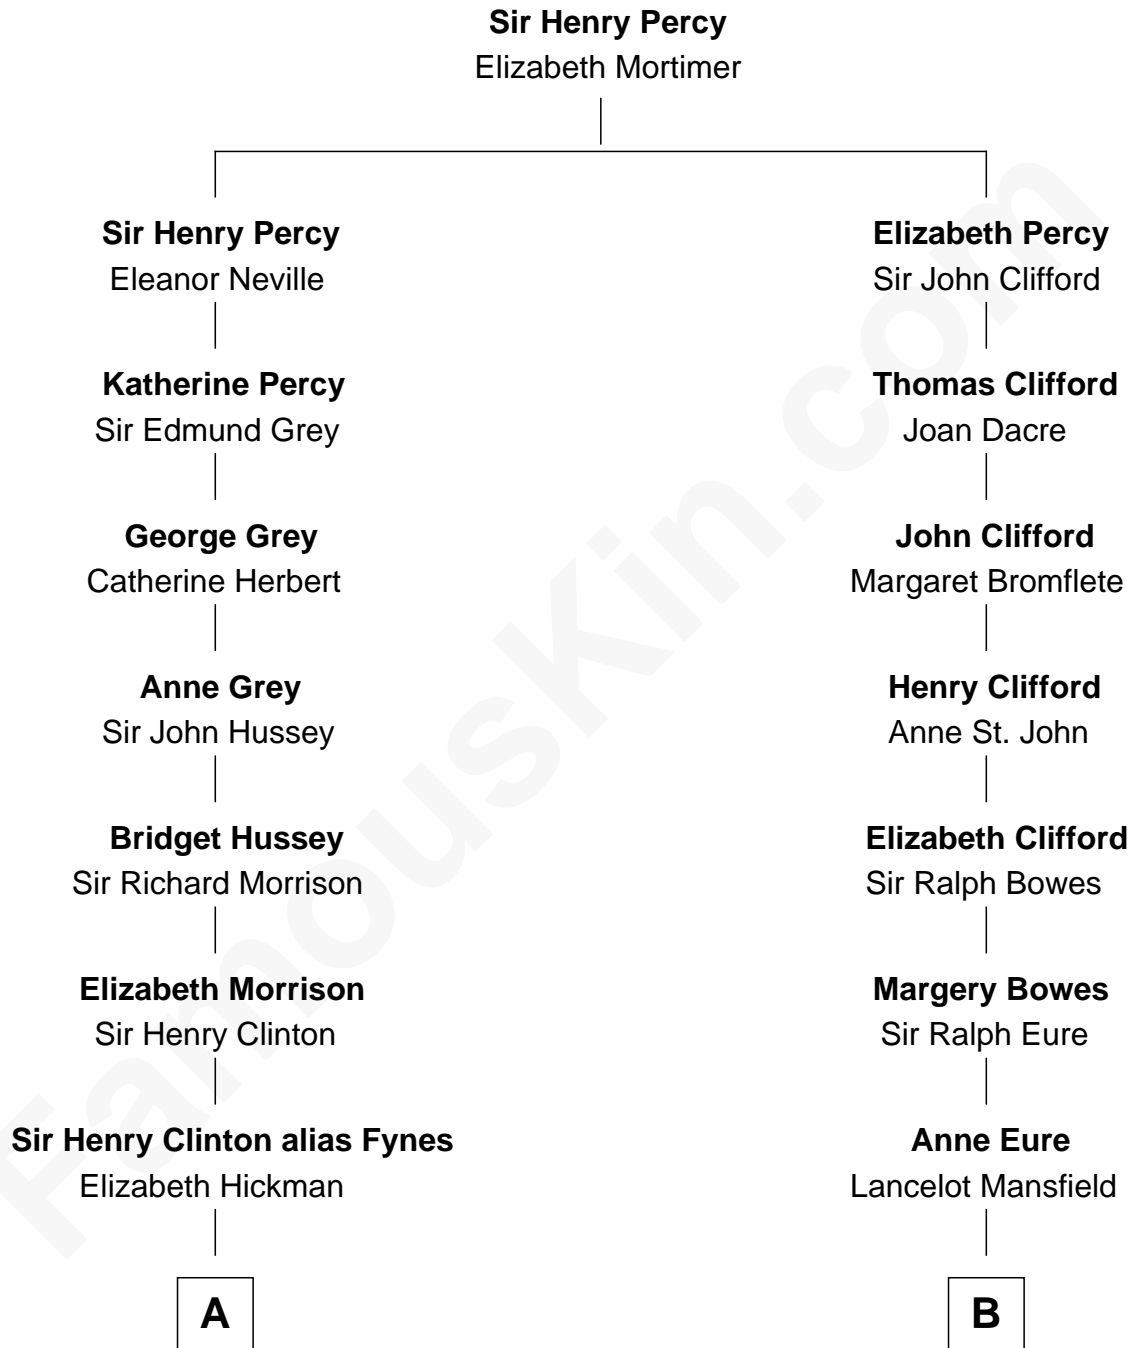 Sir Henry Percy
Elizabeth Mortimer
Sir Henry Percy
Eleanor Neville
Katherine Percy
Sir Edmund Grey
George Grey
Catherine Herbert
Anne Grey
Sir John Hussey
Bridget Hussey
Sir Richard Morrison
Elizabeth Morrison
Sir Henry Clinton
Sir Henry Clinton alias Fynes
Elizabeth Hickman
A
Elizabeth Percy
Sir John Clifford
Thomas Clifford
Joan Dacre
John Clifford
Margaret Bromflete
Henry Clifford
Anne St. John
Elizabeth Clifford
Sir Ralph Bowes
Margery Bowes
Sir Ralph Eure
Anne Eure
Lancelot Mansfield
B
FamousKin.com